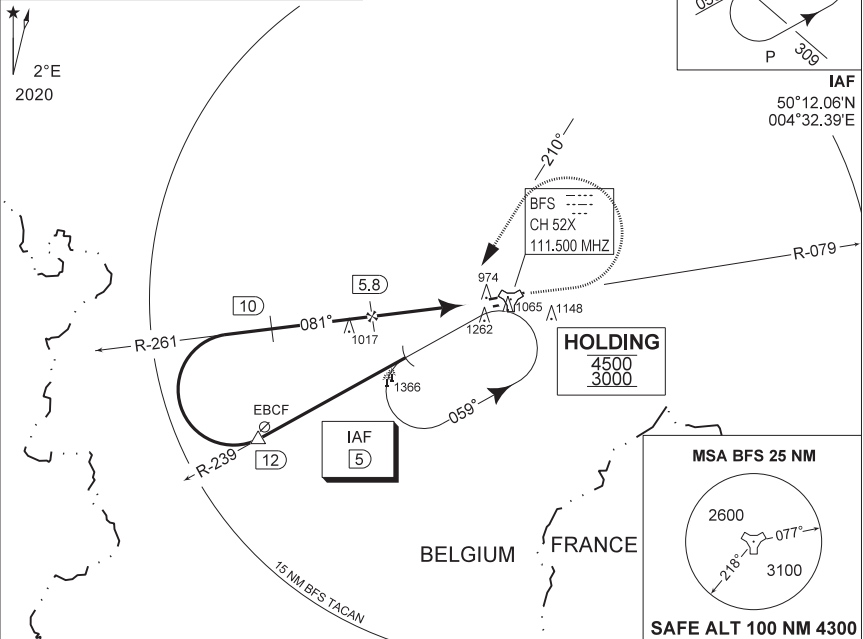 2°E
2020
P
309
IAF
50°12.06'N
004°32.39'E
210°
BFS
CH 52X
111.500 MHZ
R-079
974
5.8
10
081°
1065
1148
R-261
1017
1262
HOLDING
4500
3000
1366
EBCF
059°
R-239
12
IAF
5
MSA BFS 25 NM
2600
077°
218°
3100
BELGIUM
FRANCE
15 NM BFS TACAN
SAFE ALT 100 NM 4300